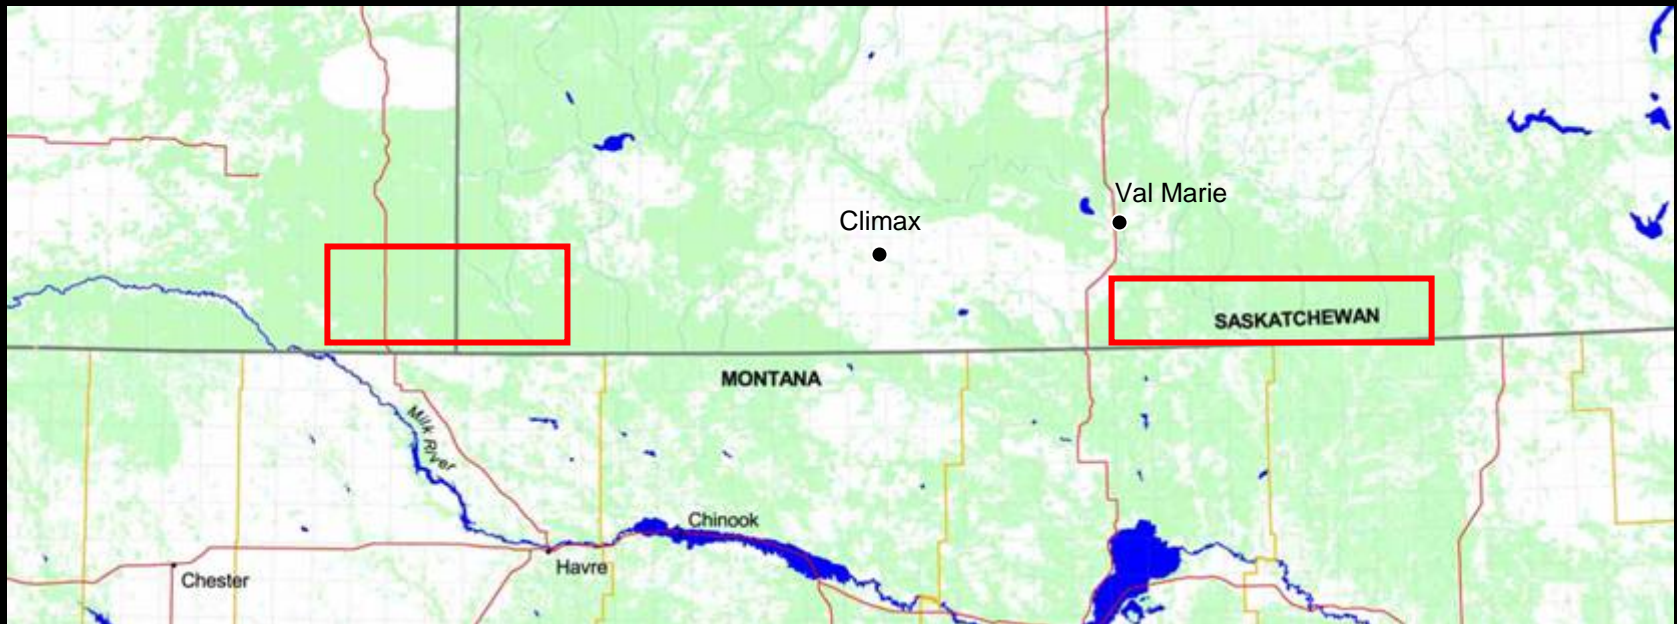 Val Marie
Climax
SASKATCHEWAN
MONTANA
Milk River
Chinook
Havre
Chester